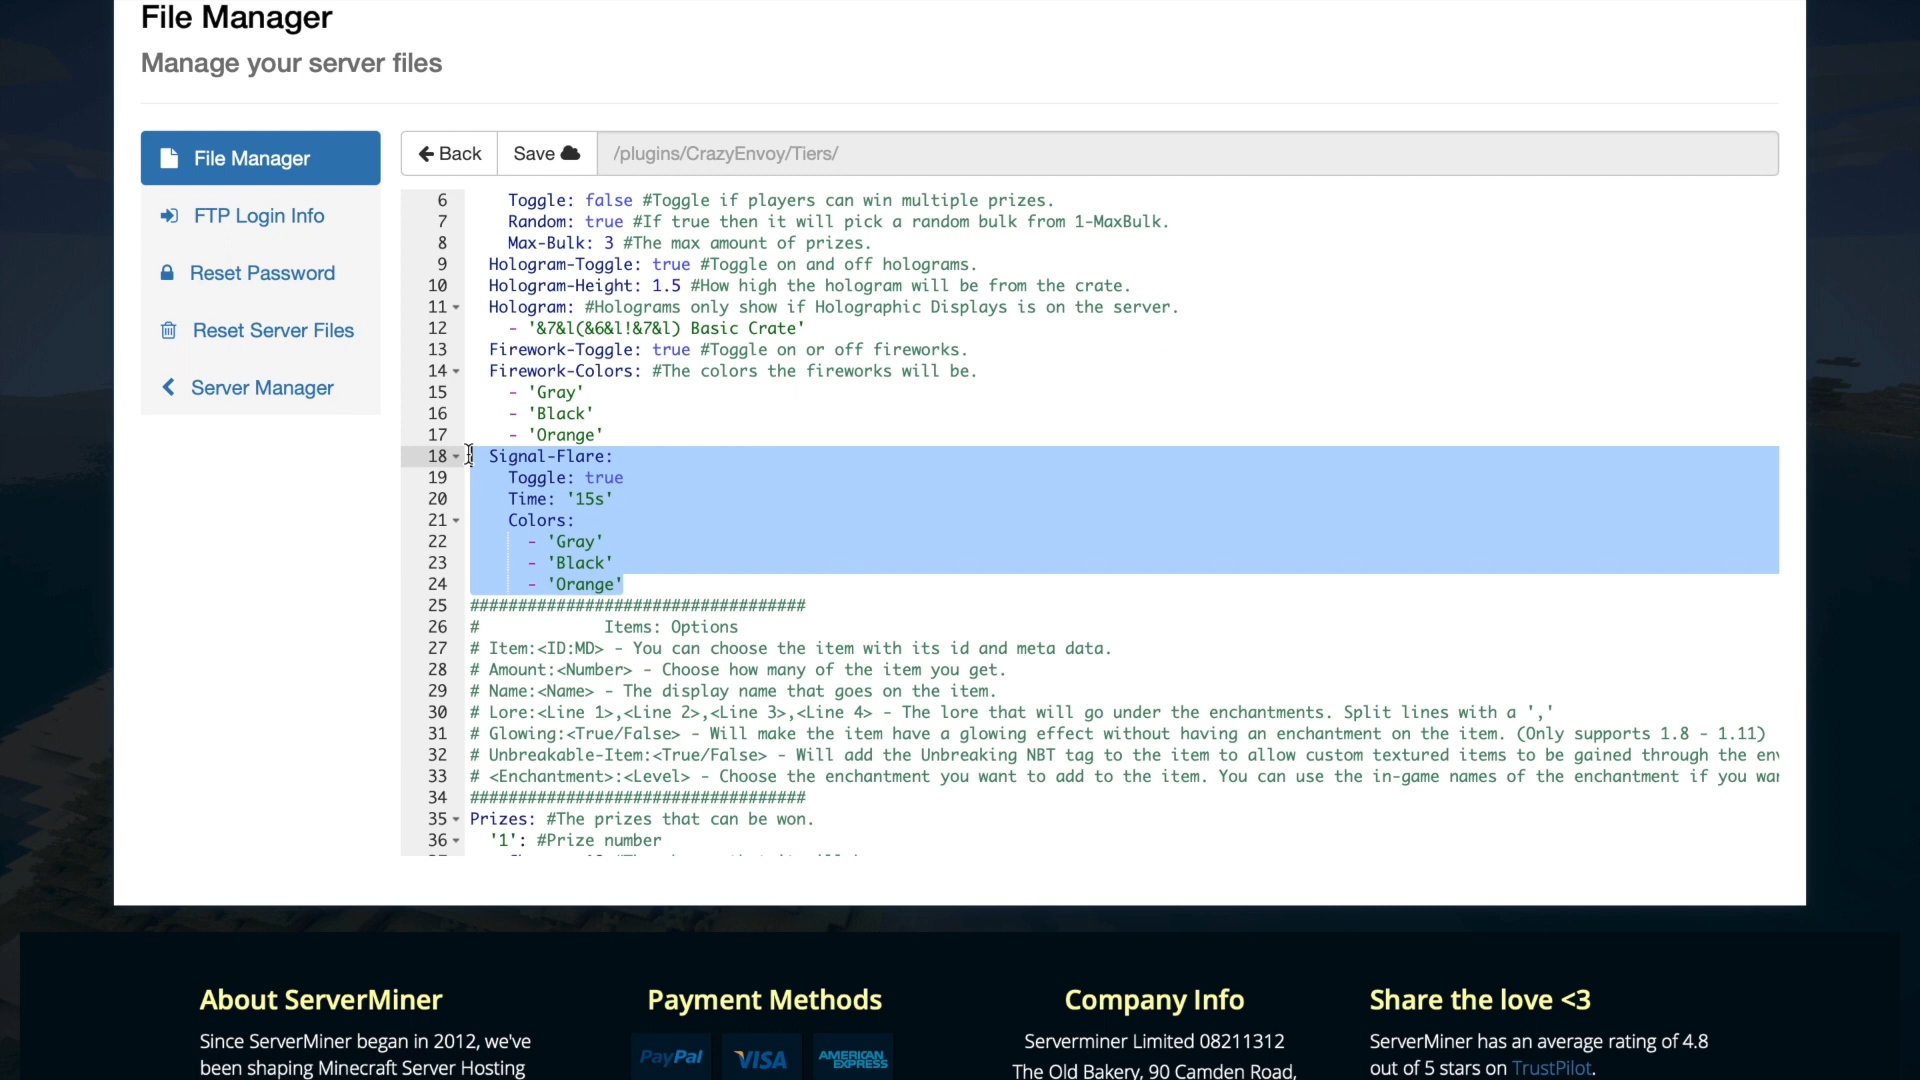 File Manager
Manage your server files
File Manager
FTP Login Info
Reset Password
Reset Server Files
Server Manager
Back
Save
/plugins/CrazyEnvoy/Tiers/
6 Toggle: false #Toggle if players can win multiple prizes.
7 Random: true #If true then it will pick a random bulk from 1-MaxBulk.
8 Max-Bulk: 3 #The max amount of prizes.
9 Hologram-Toggle: true #Toggle on and off holograms.
10 Hologram-Height: 1.5 #How high the hologram will be from the crate.
11 Hologram: #Holograms only show if Holographic Displays is on the server.
12 - '&7&l(&6&l!&7&l) Basic Crate'
13 Firework-Toggle: true #Toggle on or off fireworks.
14 Firework-Colors: #The colors the fireworks will be.
15 - 'Gray'
16 - 'Black'
17 - 'Orange'
18 Signal-Flare:
19 Toggle: true
20 Time: '15s'
21 Colors:
22 - 'Gray'
23 - 'Black'
24 - 'Orange'
25 ###################################
26 # Items: Options
27 # Item:<ID:MD> - You can choose the item with its id and meta data.
28 # Amount:<Number> - Choose how many of the item you get.
29 # Name:<Name> - The display name that goes on the item.
30 # Lore:<Line 1>,<Line 2>,<Line 3>,<Line 4> - The lore that will go under the enchantments. Split lines with a ','
31 # Glowing:<True/False> - Will make the item have a glowing effect without having an enchantment on the item. (Only supports 1.8 - 1.11)
32 # Unbreakable-Item:<True/False> - Will add the Unbreaking NBT tag to the item to allow custom textured items to be gained through the
33 # <Enchantment>:<Level> - Choose the enchantment you want to add to the item. You can use the in-game names of the enchantment if you
34 ###################################
35 Prizes: #The prizes that can be won.
36 '1': #Prize number
About ServerMiner
Since ServerMiner began in 2012, we've
been shaping Minecraft Server Hosting
Payment Methods
PayPal
VISA
AMERICAN EXPRESS
Company Info
Serverminer Limited 08211312
The Old Bakery, 90 Camden Road,
Share the love <3
ServerMiner has an average rating of 4.8
out of 5 stars on TrustPilot.